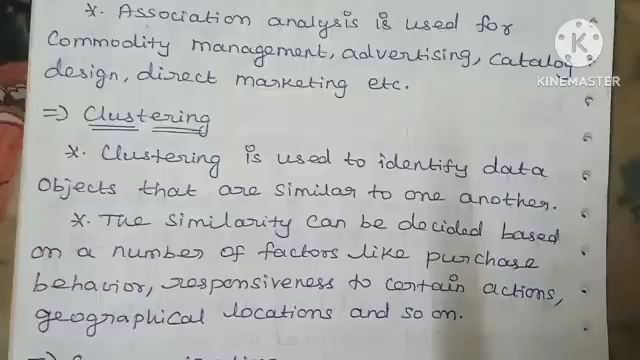 *. Association analysis is used for
commodity management, advertising, catalog
design, direct marketing etc.
=> Clustering
*. Clustering is used to identify data
objects that are similar to one another.
*. The similarity can be decided based
on a number of factors like purchase
behavior, responsiveness to certain actions,
geographical locations and so on.
K
KINEMASTER